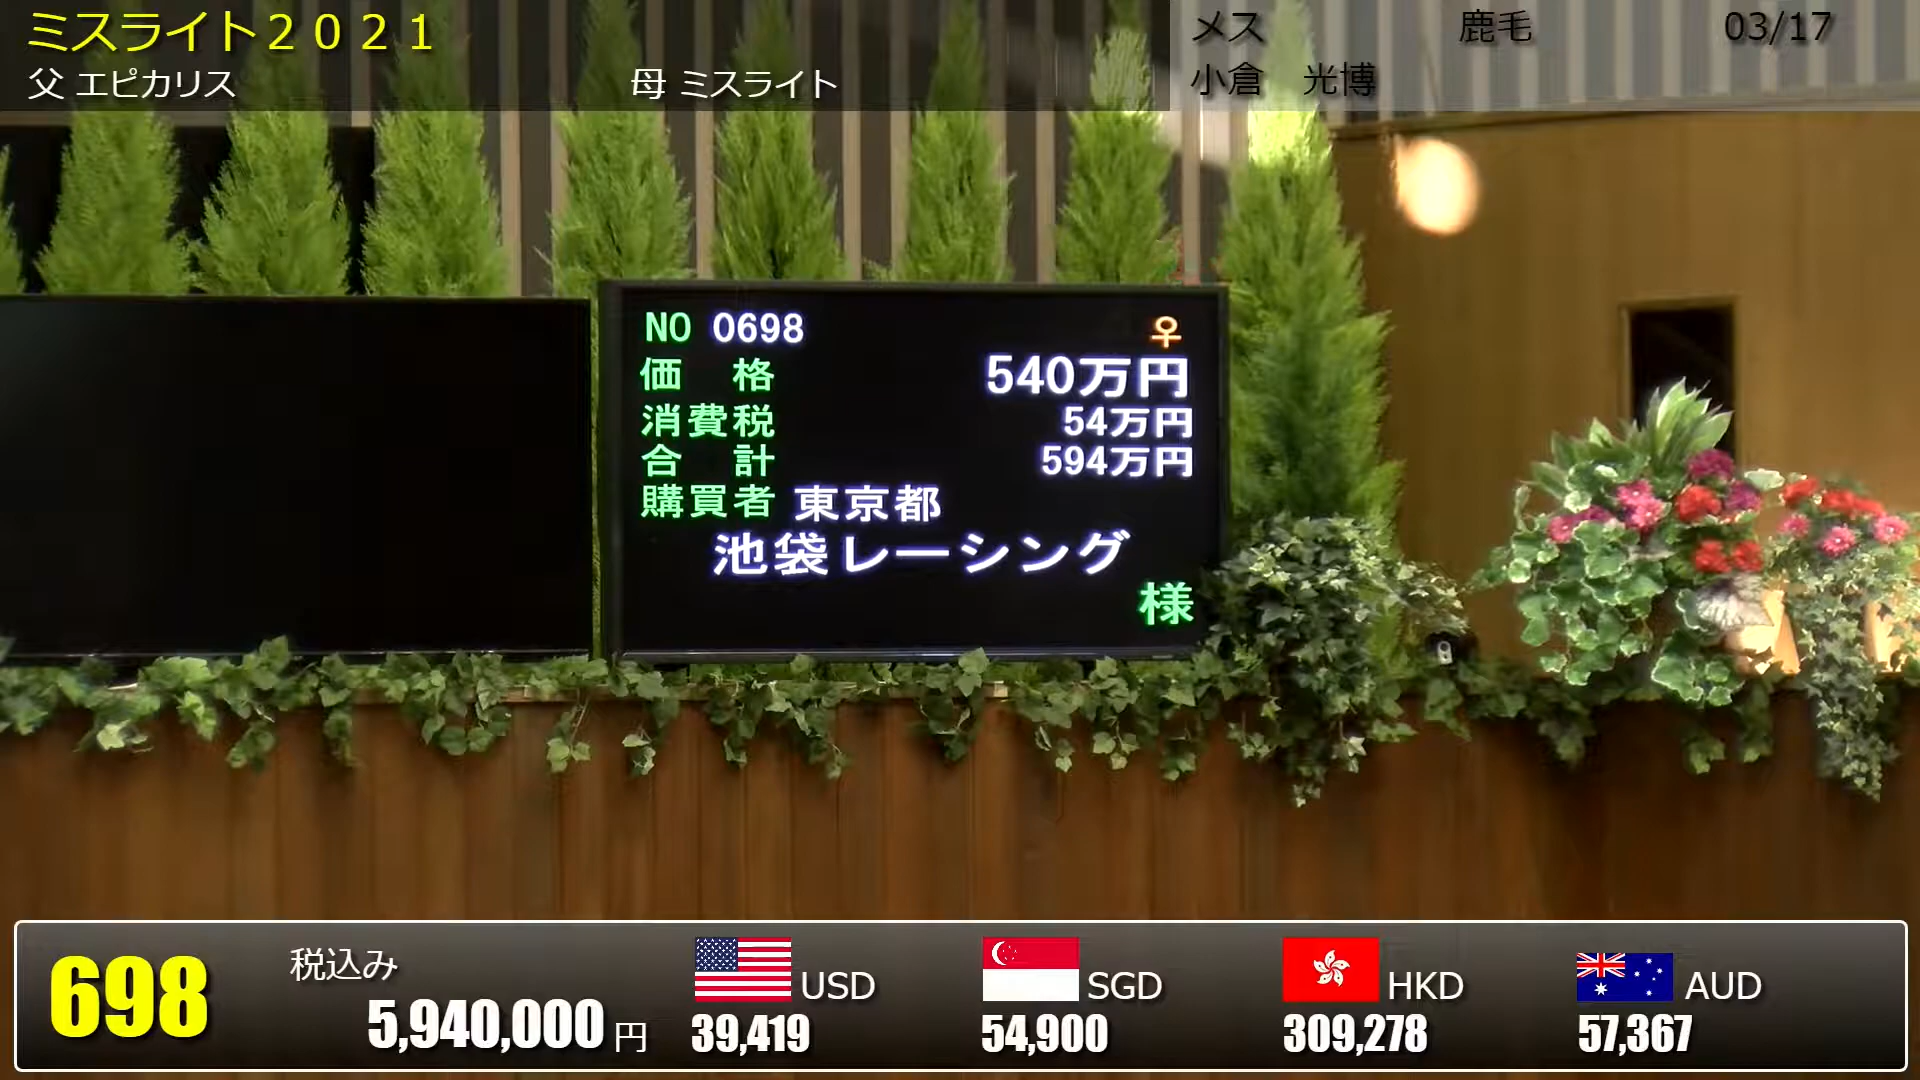 ミスライト２０２１
父 エピカリス
母 ミスライト
メス 鹿毛 03/17
小倉　光博
NO 0698 ♀
価　格 540万円
消費税 54万円
合　計 594万円
購買者 東京都
池袋レーシング
様
698
税込み
5,940,000 円
USD
39,419
SGD
54,900
HKD
309,278
AUD
57,367